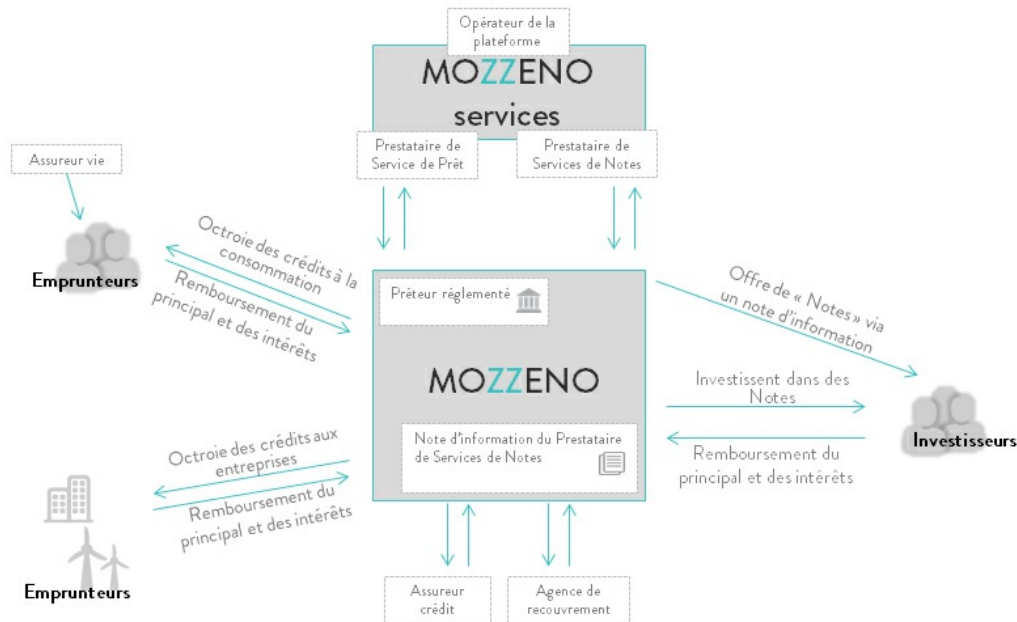 Opérateur de la
plateforme
MOZZENO
services
Prestataire de
Service de Prêt
Prestataire de
Services de Notes
Assureur vie
Emprunteurs
Octroie des crédits à la
consommation
Remboursement du
principal et des intérêts
Prêteur réglementé
MOZZENO
Note d'information du Prestataire
de Services de Notes
Offre de « Notes » via
un note d'information
Investissent dans des
Notes
Investisseurs
Remboursement du
principal et des intérêts
Octroie des crédits aux
entreprises
Remboursement du
principal et des intérêts
Emprunteurs
Assureur
crédit
Agence de
recouvrement